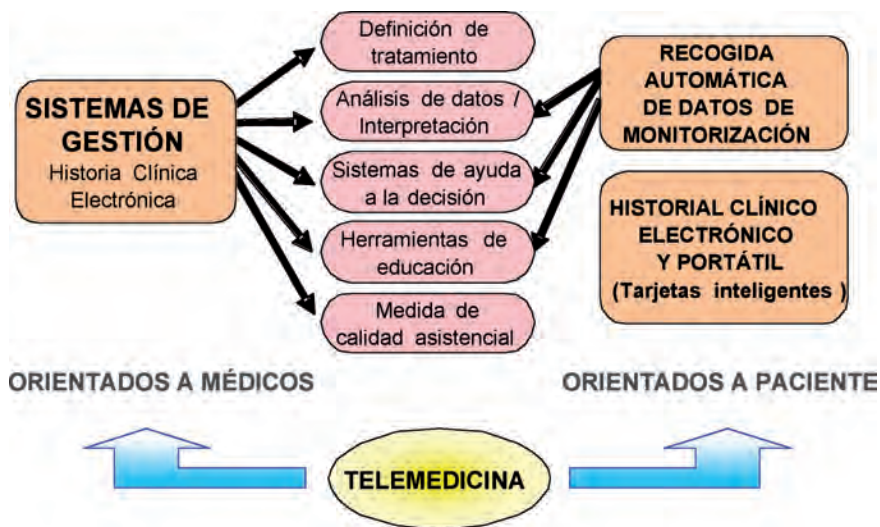 SISTEMAS DE
GESTIÓN
Historia Clínica
Electrónica
Definición de
tratamiento
Análisis de datos /
Interpretación
Sistemas de ayuda
a la decisión
Herramientas de
educación
Medida de
calidad asistencial
RECOGIDA
AUTOMÁTICA
DE DATOS DE
MONITORIZACIÓN
HISTORIAL CLÍNICO
ELECTRÓNICO
Y PORTÁTIL
(Tarjetas inteligentes )
ORIENTADOS A MÉDICOS
ORIENTADOS A PACIENTE
TELEMEDICINA